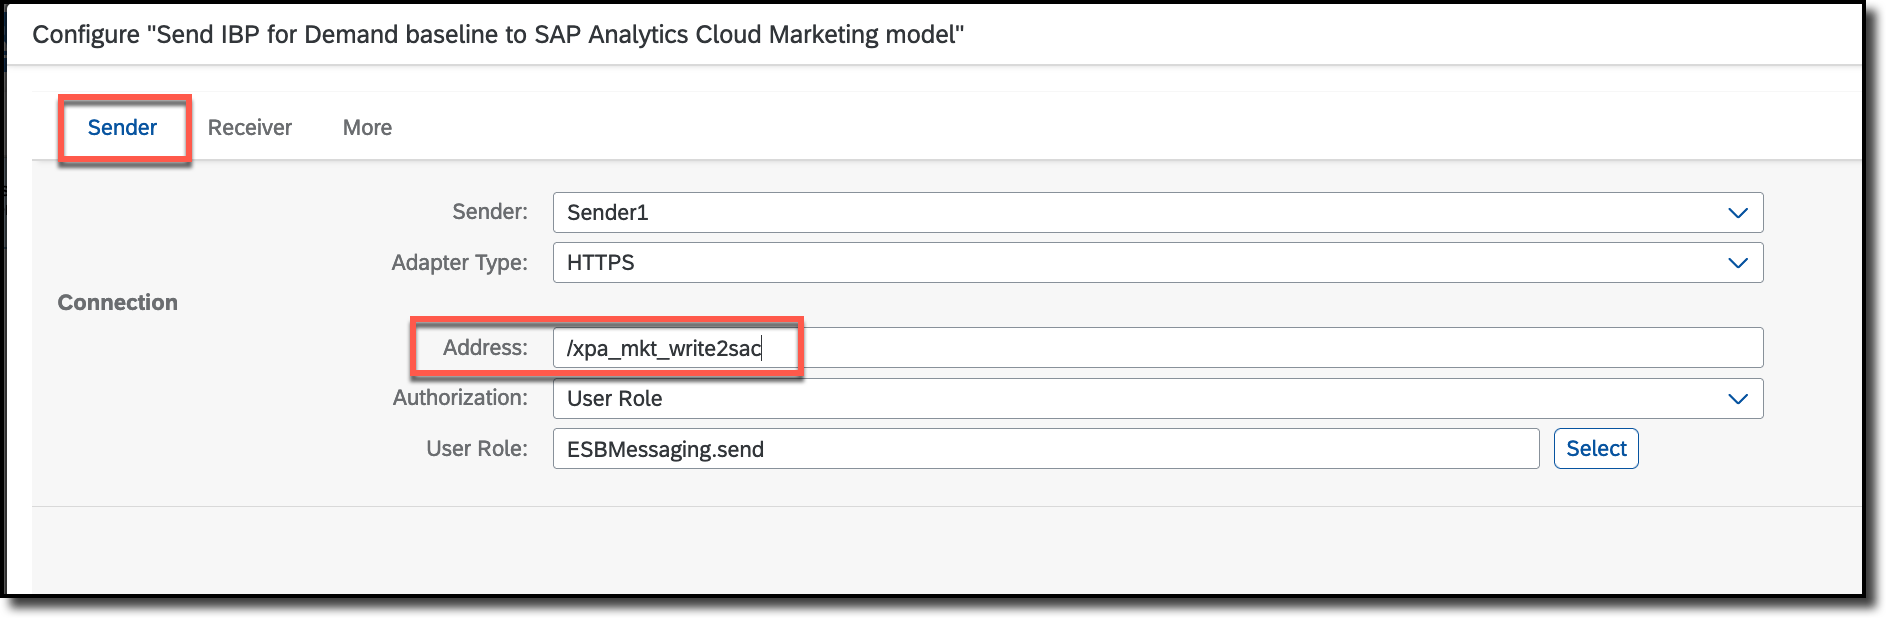 Configure "Send IBP for Demand baseline to SAP Analytics Cloud Marketing model"
Sender Receiver More
Sender: Sender1
Adapter Type: HTTPS
Connection
Address: /xpa_mkt_write2sac
Authorization: User Role
User Role: ESBMessaging.send Select